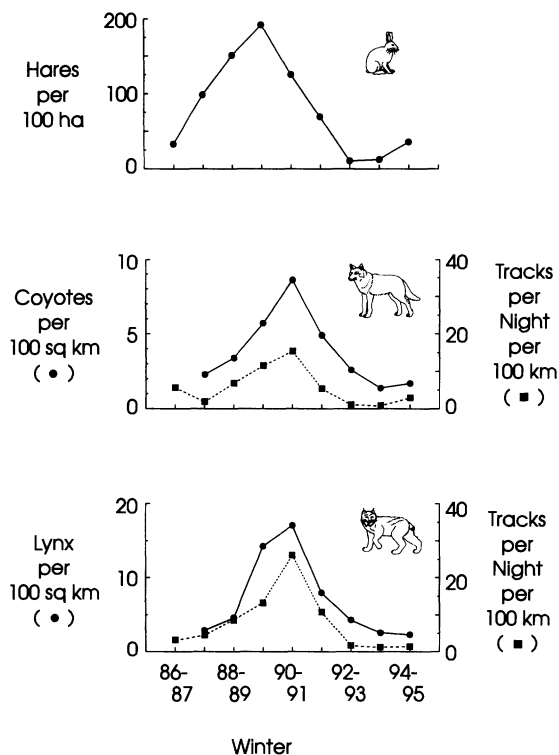 200
100
0
Hares
per
100 ha
10
5
0
Coyotes
per
100 sq km
( ● )
40
20
0
Tracks
per
Night
per
100 km
( ■ )
20
10
0
Lynx
per
100 sq km
( ● )
40
20
0
Tracks
per
Night
per
100 km
( ■ )
86-
87
88-
89
90-
91
92-
93
94-
95
Winter